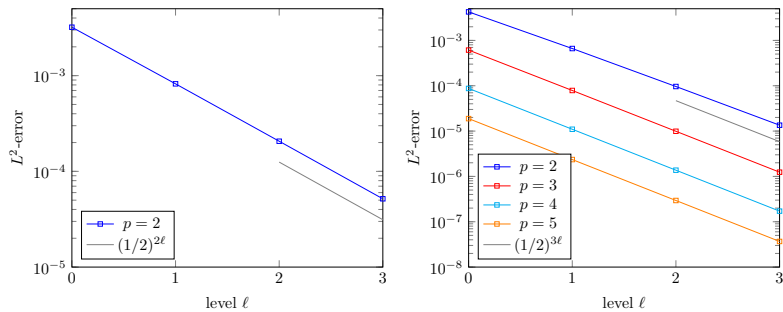 10^{-3}
10^{-4}
10^{-5}
L^2-error
0 1 2 3
level ℓ
p = 2
(1/2)^{2ℓ}
10^{-3}
10^{-4}
10^{-5}
10^{-6}
10^{-7}
10^{-8}
L^2-error
0 1 2 3
level ℓ
p = 2
p = 3
p = 4
p = 5
(1/2)^{3ℓ}